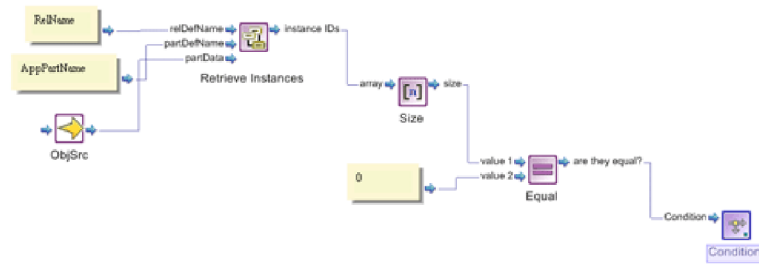 RelName
relDefName
instance IDs
partDefName
partData
AppPartName
Retrieve Instances
ObjSrc
array
[n]
size
Size
value 1
are they equal?
0
value 2
Equal
Condition
Condition